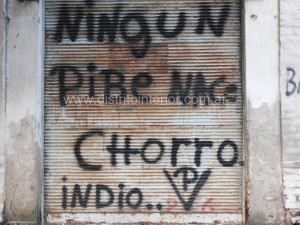 NINGUN
PIBE NACE
www.distritointerior.com.ar
CHORRO.
INDIO.. P